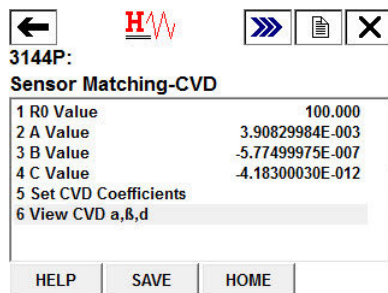 H
3144P:
Sensor Matching-CVD
1 R0 Value 100.000
2 A Value 3.90829984E-003
3 B Value -5.77499975E-007
4 C Value -4.18300030E-012
5 Set CVD Coefficients
6 View CVD a,ß,d
HELP SAVE HOME